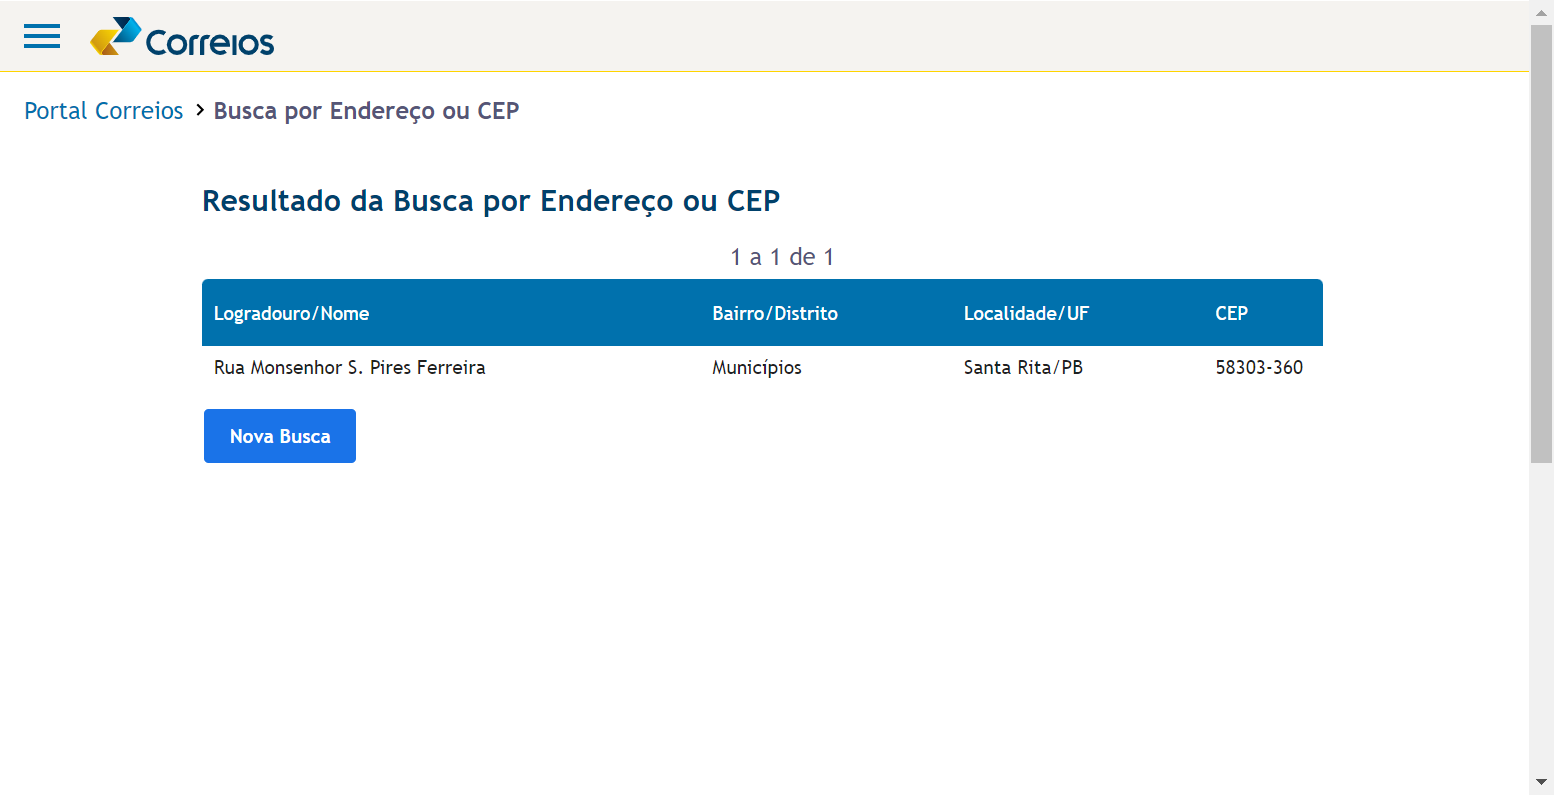 Correios
Portal Correios > Busca por Endereço ou CEP
Resultado da Busca por Endereço ou CEP
1 a 1 de 1
Logradouro/Nome Bairro/Distrito Localidade/UF CEP
Rua Monsenhor S. Pires Ferreira Municípios Santa Rita/PB 58303-360
Nova Busca